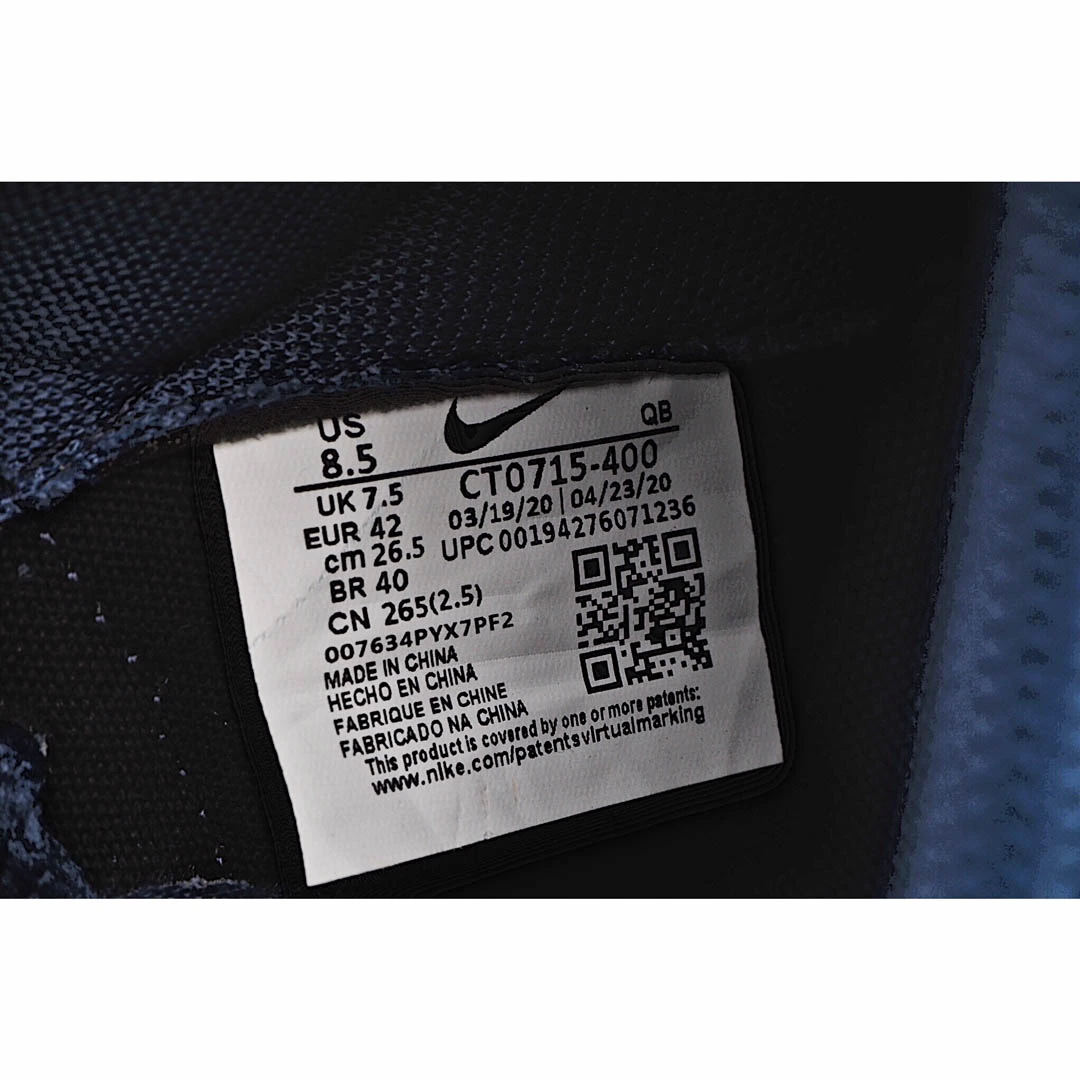 US
8.5
QB
UK 7.5
EUR 42
cm 26.5
BR 40
CN 265(2.5)
CT0715-400
03/19/20 | 04/23/20
UPC 00194276071236
007634PYX7PF2
MADE IN CHINA
HECHO EN CHINA
FABRIQUE EN CHINE
FABRICADO NA CHINA
This product is covered by one or more patents:
www.nike.com/patentsvirtualmarking